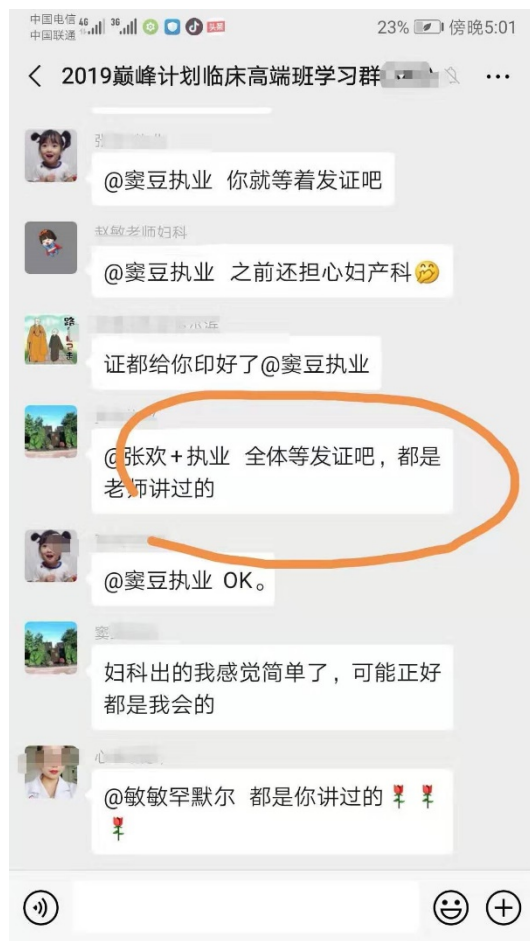 中国电信 46 36 23% 傍晚5:01
中国联通
2019巅峰计划临床高端班学习群
@窦豆执业 你就等着发证吧
赵敏老师妇科
@窦豆执业 之前还担心妇产科🤭
证都给你印好了@窦豆执业
@张欢+执业 全体等发证吧，都是
老师讲过的
@窦豆执业 OK。
窦
妇科出的我感觉简单了，可能正好
都是我会的
心
@敏敏罕默尔 都是你讲过的🌹🌹
🌹